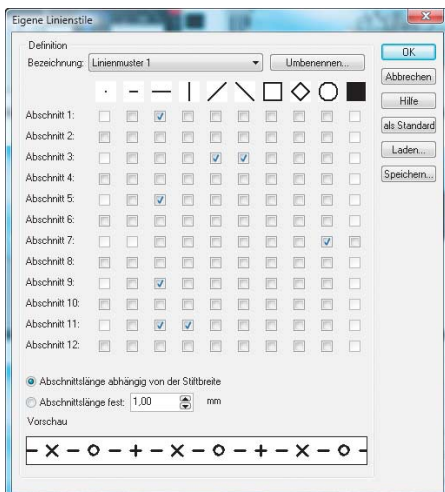 Eigene Linienstile
Definition
Bezeichnung: Linienmuster 1 Umbenennen...
OK
Abbrechen
Hilfe
als Standard
Laden...
Speichern...
Abschnitt 1:
Abschnitt 2:
Abschnitt 3:
Abschnitt 4:
Abschnitt 5:
Abschnitt 6:
Abschnitt 7:
Abschnitt 8:
Abschnitt 9:
Abschnitt 10:
Abschnitt 11:
Abschnitt 12:
Abschnittslänge abhängig von der Stiftbreite
Abschnittslänge fest: 1,00 mm
Vorschau